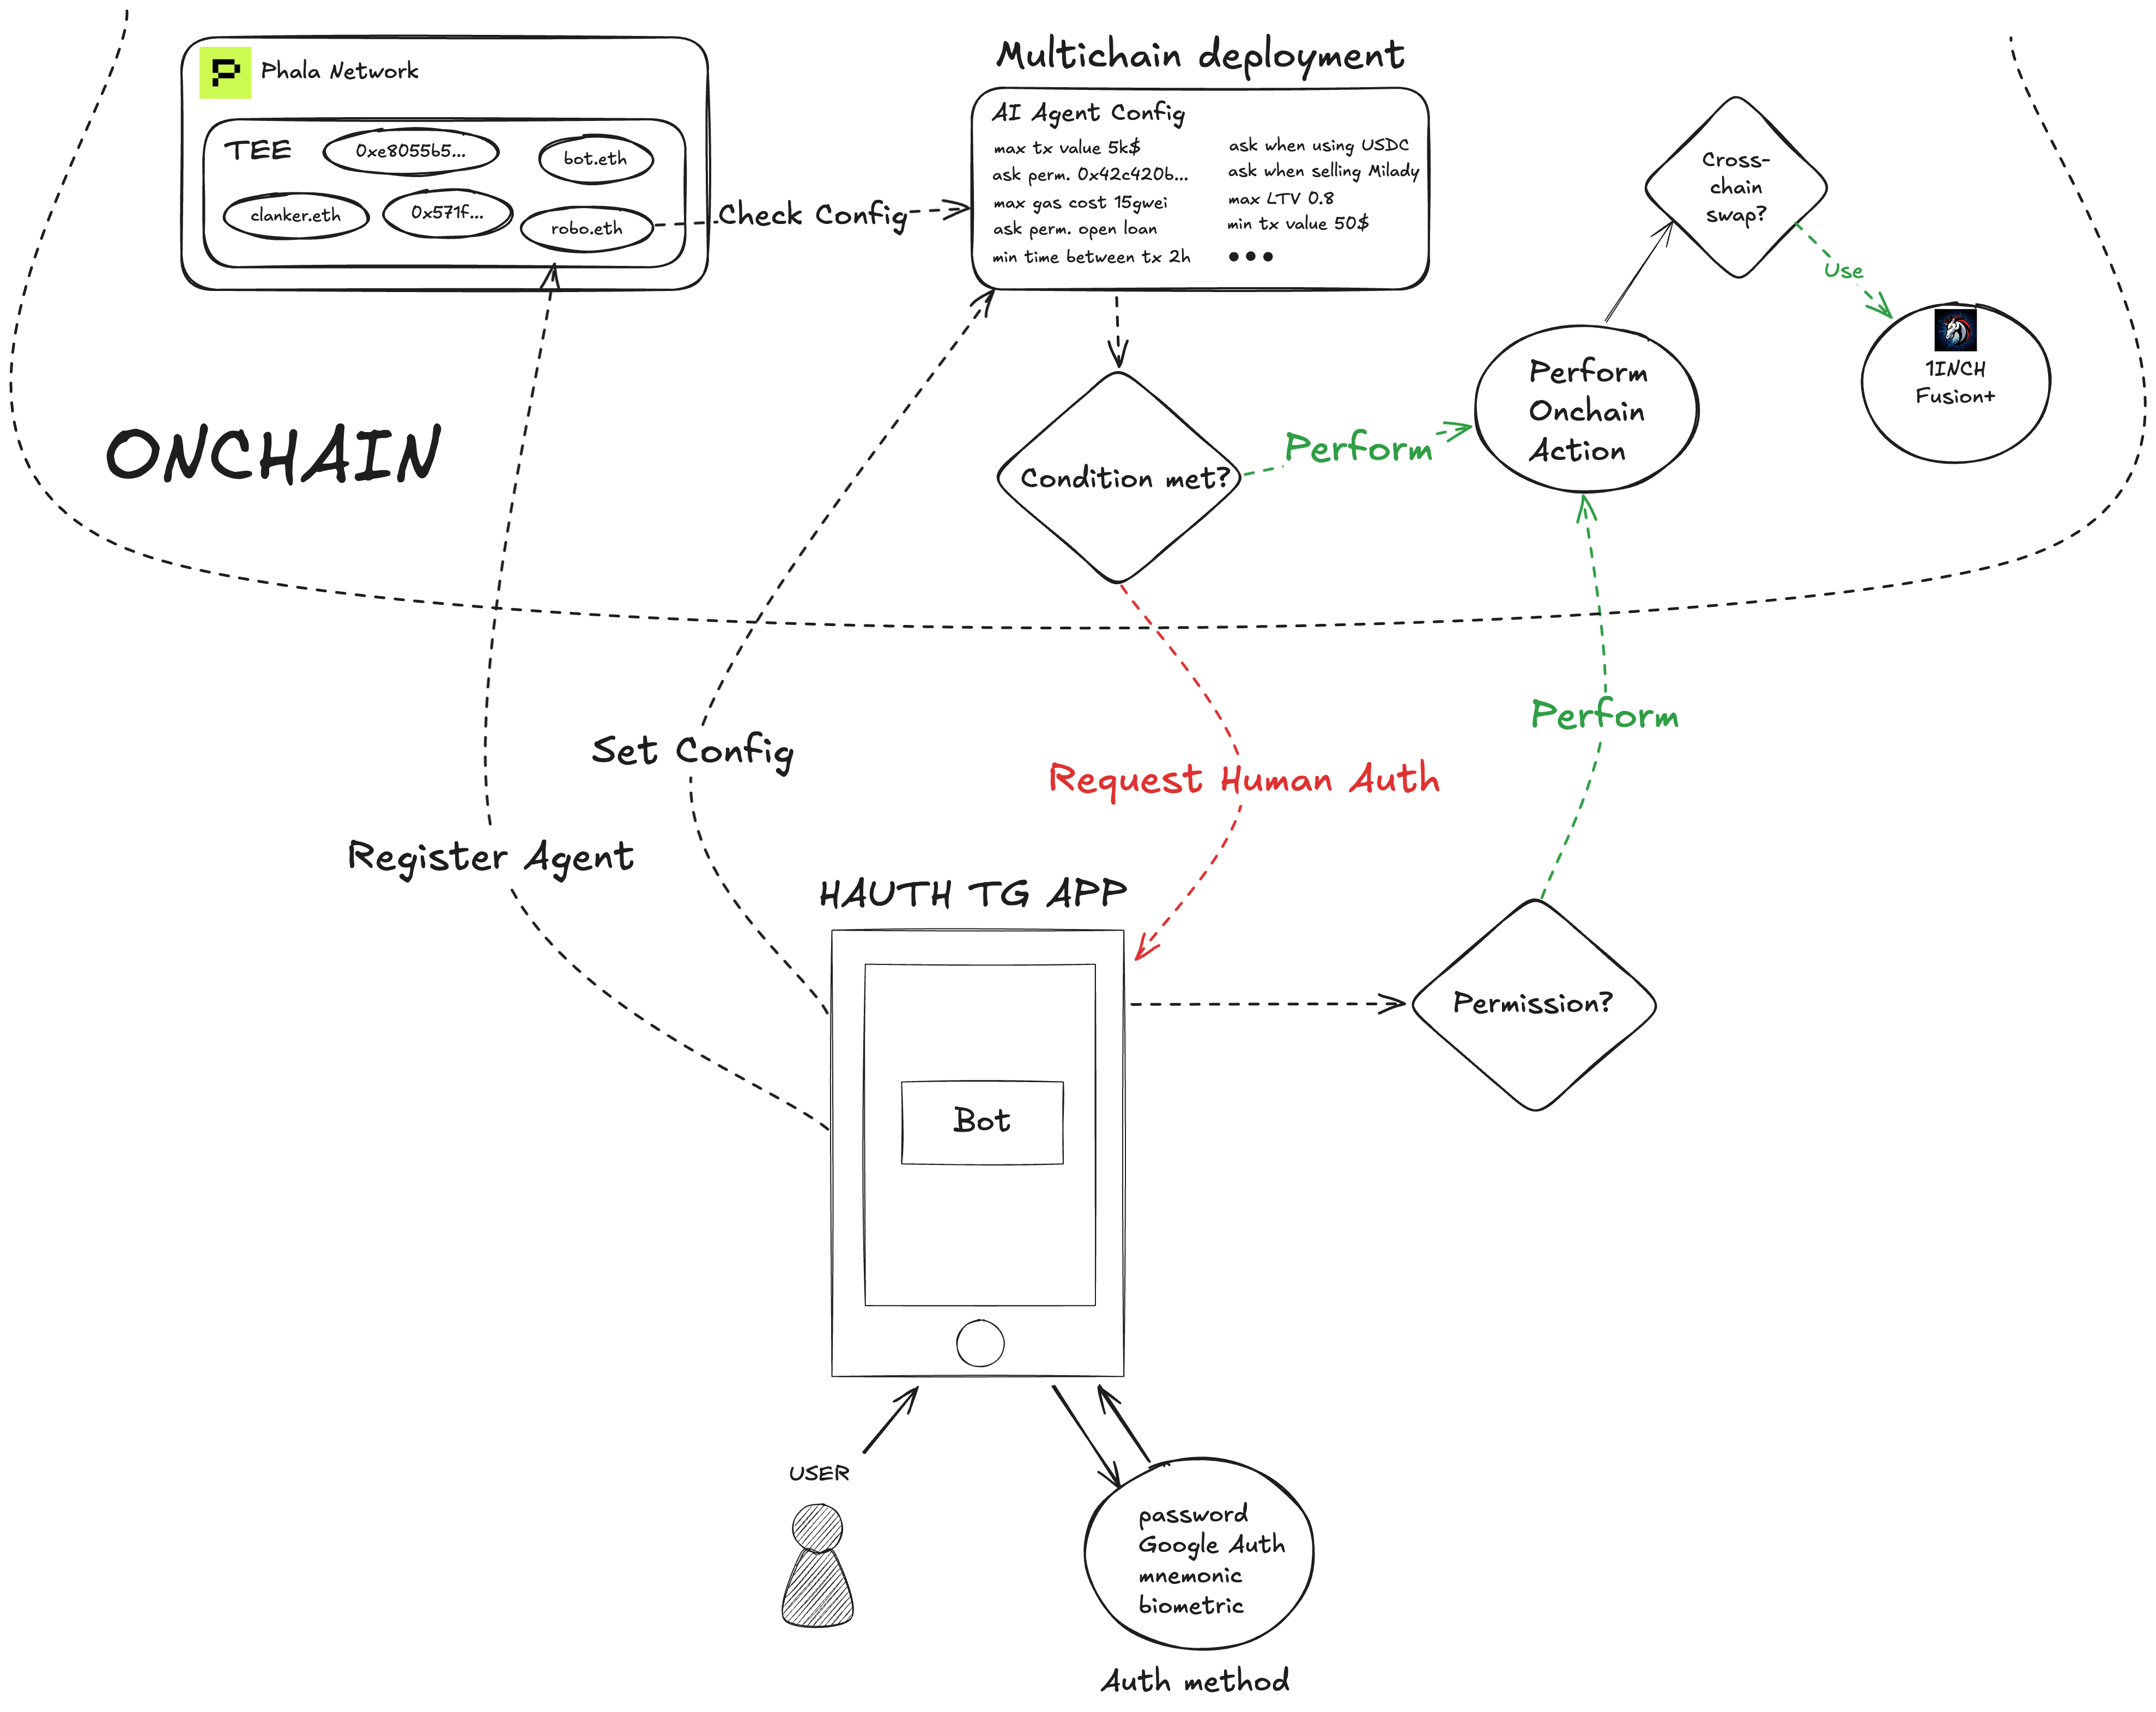 Phala Network
TEE
0xe8055b5...
bot.eth
clanker.eth
0x571f...
robo.eth
Check Config
Multichain deployment
AI Agent Config
max tx value 5k$
ask perm. 0x42c420b...
max gas cost 15gwei
ask perm. open loan
min time between tx 2h
ask when using USDC
ask when selling Milady
max LTV 0.8
min tx value 50$
●●●
Cross-
chain
swap?
Use
1INCH
Fusion+
Perform
Onchain
Action
Condition met?
Perform
ONCHAIN
Set Config
Request Human Auth
Perform
Register Agent
HAUTH TG APP
Bot
Permission?
USER
password
Google Auth
mnemonic
biometric
Auth method